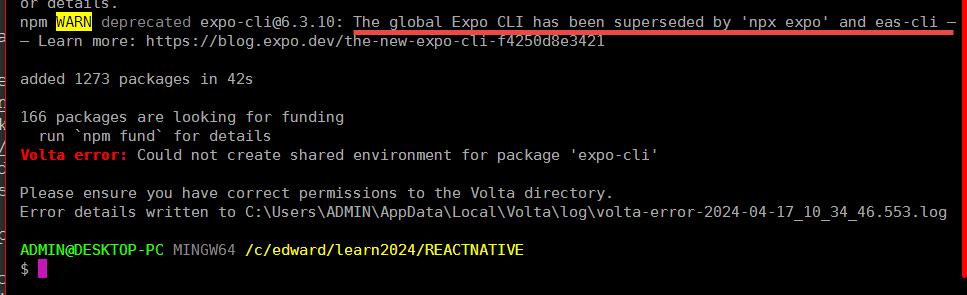 or details.
npm WARN deprecated expo-cli@6.3.10: The global Expo CLI has been superseded by 'npx expo' and eas-cli —
— Learn more: https://blog.expo.dev/the-new-expo-cli-f4250d8e3421
added 1273 packages in 42s
166 packages are looking for funding
run `npm fund` for details
Volta error: Could not create shared environment for package 'expo-cli'
Please ensure you have correct permissions to the Volta directory.
Error details written to C:\Users\ADMIN\AppData\Local\Volta\log\volta-error-2024-04-17_10_34_46.553.log
ADMIN@DESKTOP-PC MINGW64 /c/edward/learn2024/REACTNATIVE
$